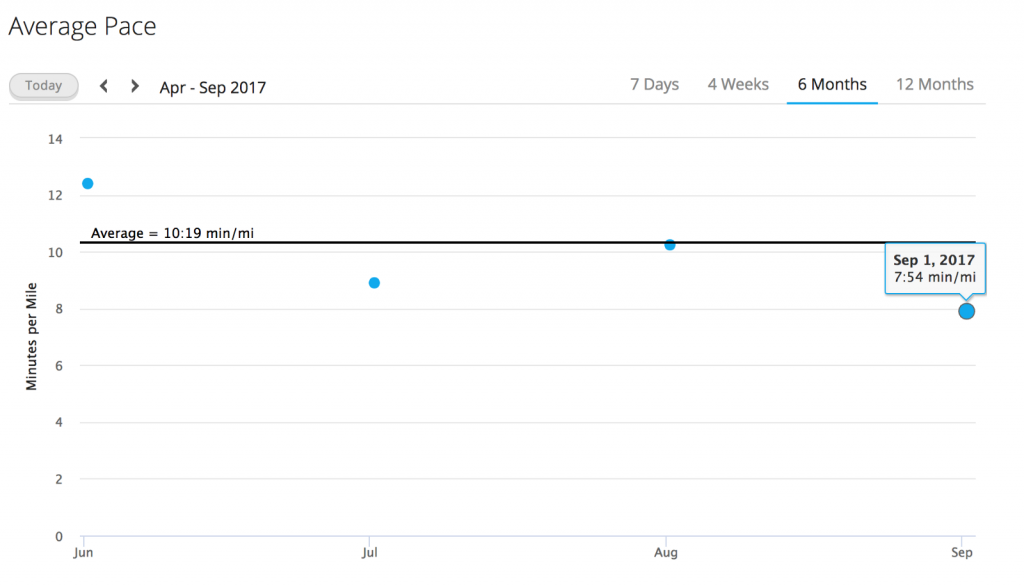 Average Pace
Today
Apr - Sep 2017
7 Days
4 Weeks
6 Months
12 Months
14
12
10
8
6
4
2
0
Minutes per Mile
Average = 10:19 min/mi
Sep 1, 2017
7:54 min/mi
Jun
Jul
Aug
Sep